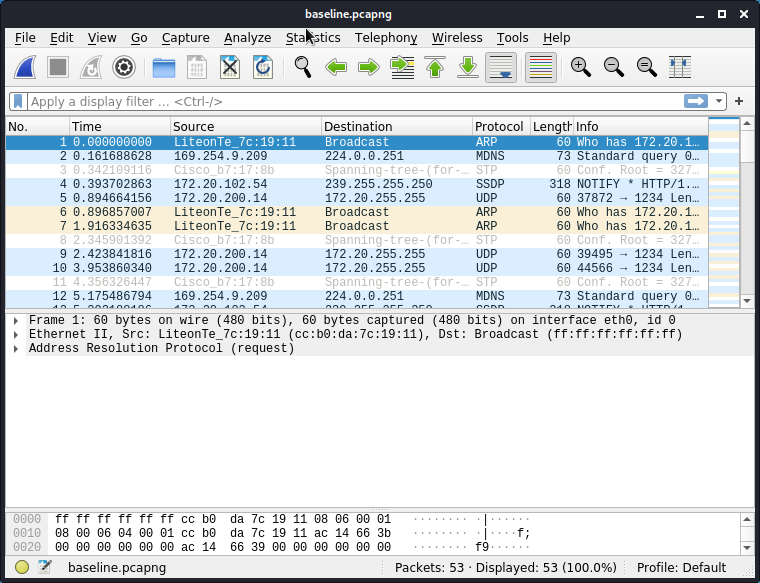 baseline.pcapng
File Edit View Go Capture Analyze Statistics Telephony Wireless Tools Help
Apply a display filter ... <Ctrl-/>
No. Time Source Destination Protocol Length Info
1 0.000000000 LiteonTe_7c:19:11 Broadcast ARP 60 Who has 172.20.1…
2 0.161688628 169.254.9.209 224.0.0.251 MDNS 73 Standard query 0…
3 0.342109116 Cisco_b7:17:8b Spanning-tree-(for-… STP 60 Conf. Root = 327…
4 0.393702863 172.20.102.54 239.255.255.250 SSDP 318 NOTIFY * HTTP/1.…
5 0.894664156 172.20.200.14 172.20.255.255 UDP 60 37872 → 1234 Len…
6 0.896857007 LiteonTe_7c:19:11 Broadcast ARP 60 Who has 172.20.1…
7 1.916334635 LiteonTe_7c:19:11 Broadcast ARP 60 Who has 172.20.1…
8 2.345901392 Cisco_b7:17:8b Spanning-tree-(for-… STP 60 Conf. Root = 327…
9 2.423841816 172.20.200.14 172.20.255.255 UDP 60 39495 → 1234 Len…
10 3.953860340 172.20.200.14 172.20.255.255 UDP 60 44566 → 1234 Len…
11 4.356326447 Cisco_b7:17:8b Spanning-tree-(for-… STP 60 Conf. Root = 327…
12 5.175486794 169.254.9.209 224.0.0.251 MDNS 73 Standard query 0…
Frame 1: 60 bytes on wire (480 bits), 60 bytes captured (480 bits) on interface eth0, id 0
Ethernet II, Src: LiteonTe_7c:19:11 (cc:b0:da:7c:19:11), Dst: Broadcast (ff:ff:ff:ff:ff:ff)
Address Resolution Protocol (request)
0000 ff ff ff ff ff ff cc b0 da 7c 19 11 08 06 00 01 ········ ·|······
0010 08 00 06 04 00 01 cc b0 da 7c 19 11 ac 14 66 3b ········ ·|····f;
0020 00 00 00 00 00 00 ac 14 66 39 00 00 00 00 00 00 ········ f9······
baseline.pcapng Packets: 53 · Displayed: 53 (100.0%) Profile: Default